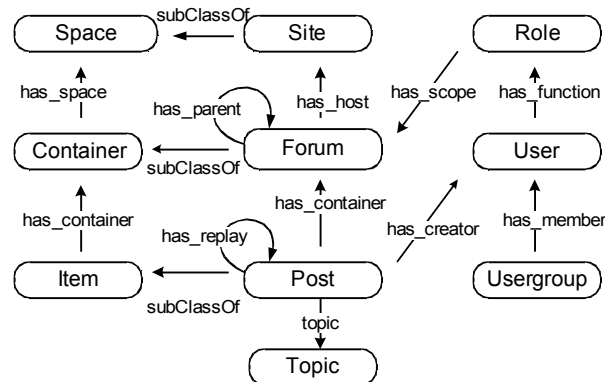 subClassOf
Space
Site
Role
has_space
has_parent
has_host
has_scope
has_function
Container
Forum
User
subClassOf
has_container
has_container
has_replay
has_creator
has_member
Item
Post
Usergroup
subClassOf
topic
Topic